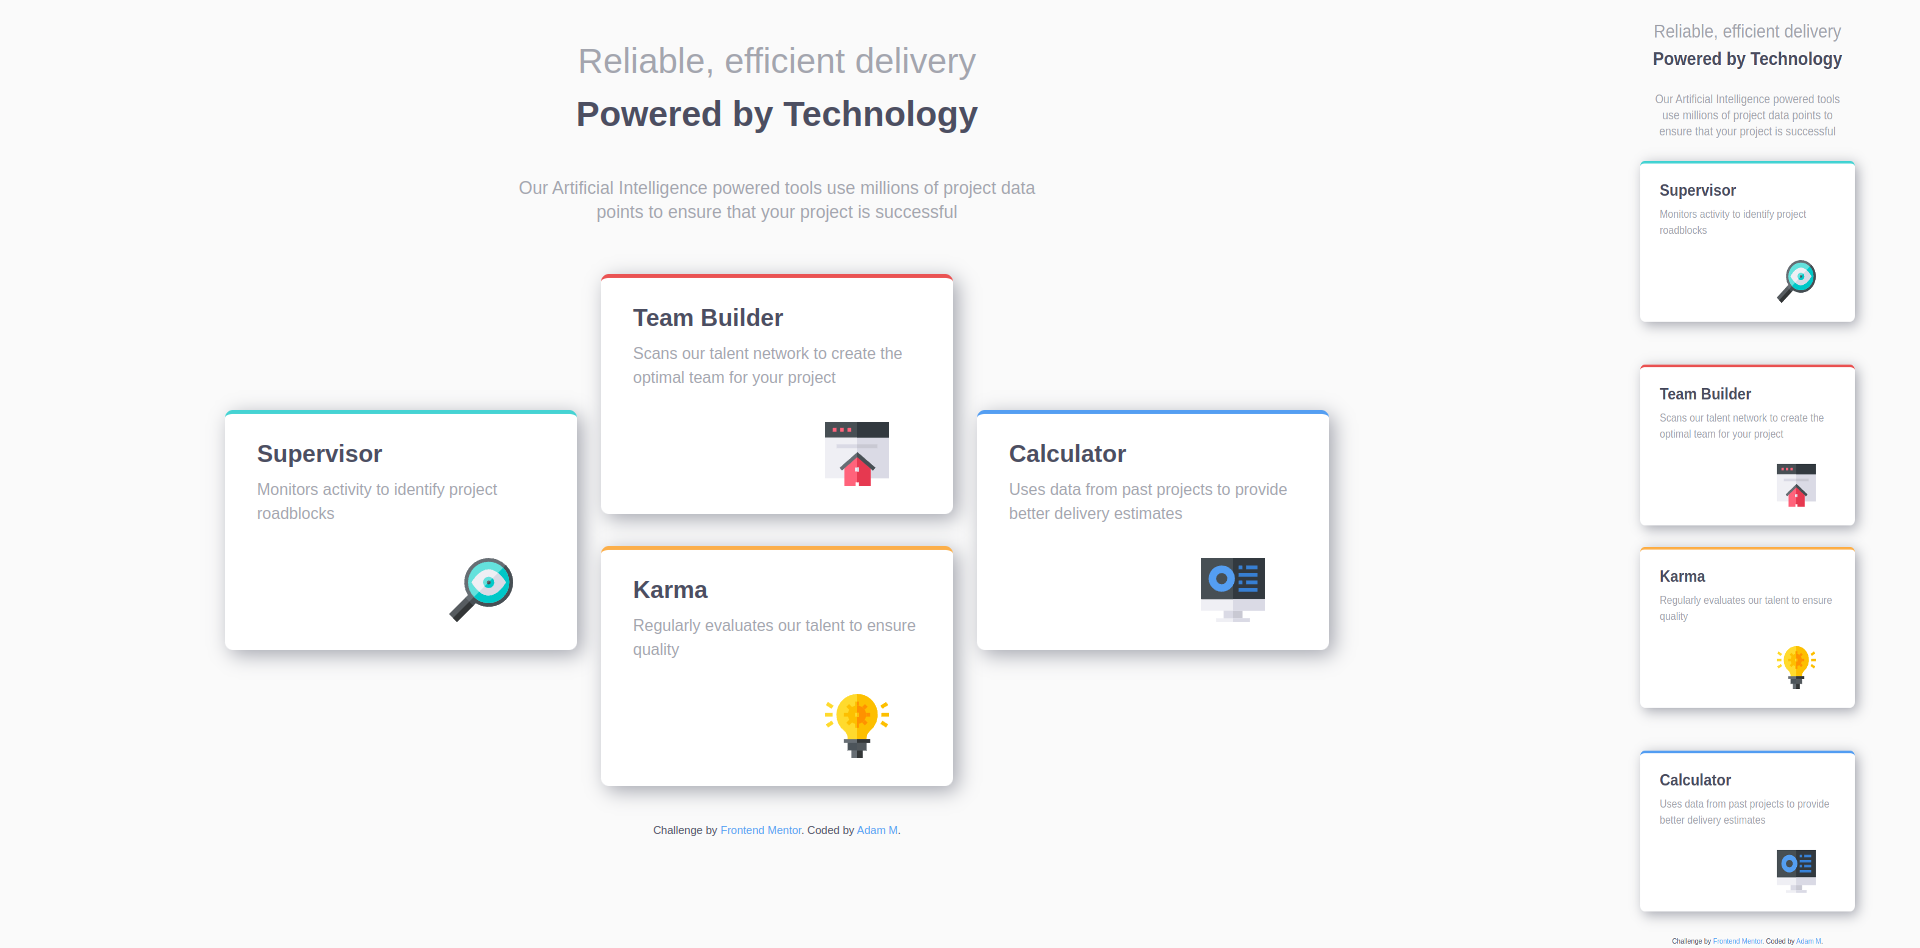 Reliable, efficient delivery
Powered by Technology
Our Artificial Intelligence powered tools use millions of project data
points to ensure that your project is successful
Supervisor
Monitors activity to identify project
roadblocks
Team Builder
Scans our talent network to create the
optimal team for your project
Karma
Regularly evaluates our talent to ensure
quality
Calculator
Uses data from past projects to provide
better delivery estimates
Challenge by Frontend Mentor. Coded by Adam M.
Reliable, efficient delivery
Powered by Technology
Our Artificial Intelligence powered tools
use millions of project data points to
ensure that your project is successful
Supervisor
Monitors activity to identify project
roadblocks
Team Builder
Scans our talent network to create the
optimal team for your project
Karma
Regularly evaluates our talent to ensure
quality
Calculator
Uses data from past projects to provide
better delivery estimates
Challenge by Frontend Mentor. Coded by Adam M.